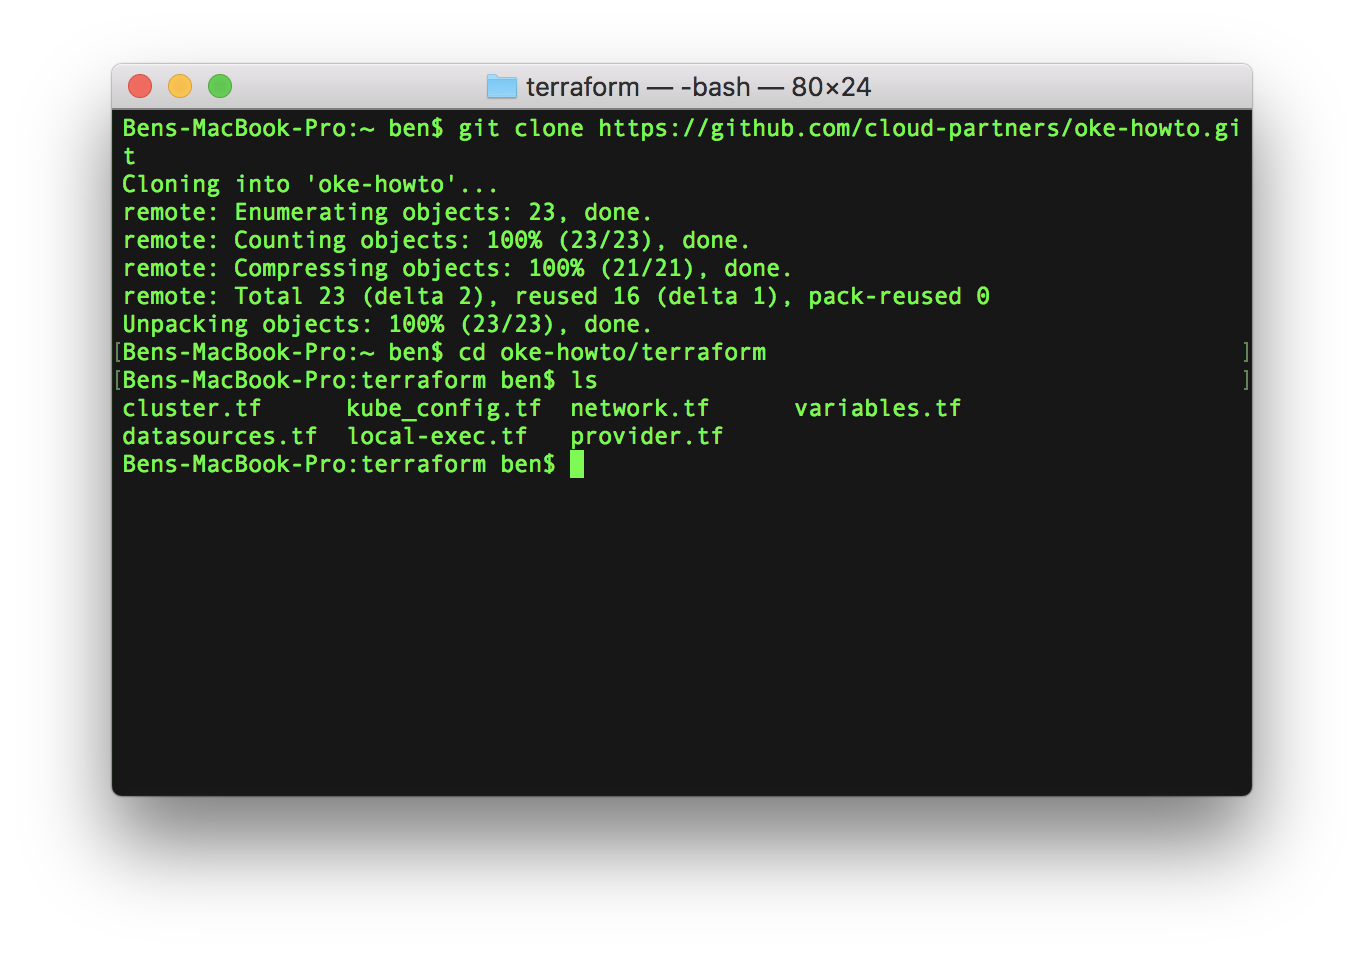 terraform — -bash — 80×24
Bens-MacBook-Pro:~ ben$ git clone https://github.com/cloud-partners/oke-howto.gi
t
Cloning into 'oke-howto'...
remote: Enumerating objects: 23, done.
remote: Counting objects: 100% (23/23), done.
remote: Compressing objects: 100% (21/21), done.
remote: Total 23 (delta 2), reused 16 (delta 1), pack-reused 0
Unpacking objects: 100% (23/23), done.
[Bens-MacBook-Pro:~ ben$ cd oke-howto/terraform ]
[Bens-MacBook-Pro:terraform ben$ ls ]
cluster.tf      kube_config.tf  network.tf      variables.tf
datasources.tf  local-exec.tf   provider.tf
Bens-MacBook-Pro:terraform ben$